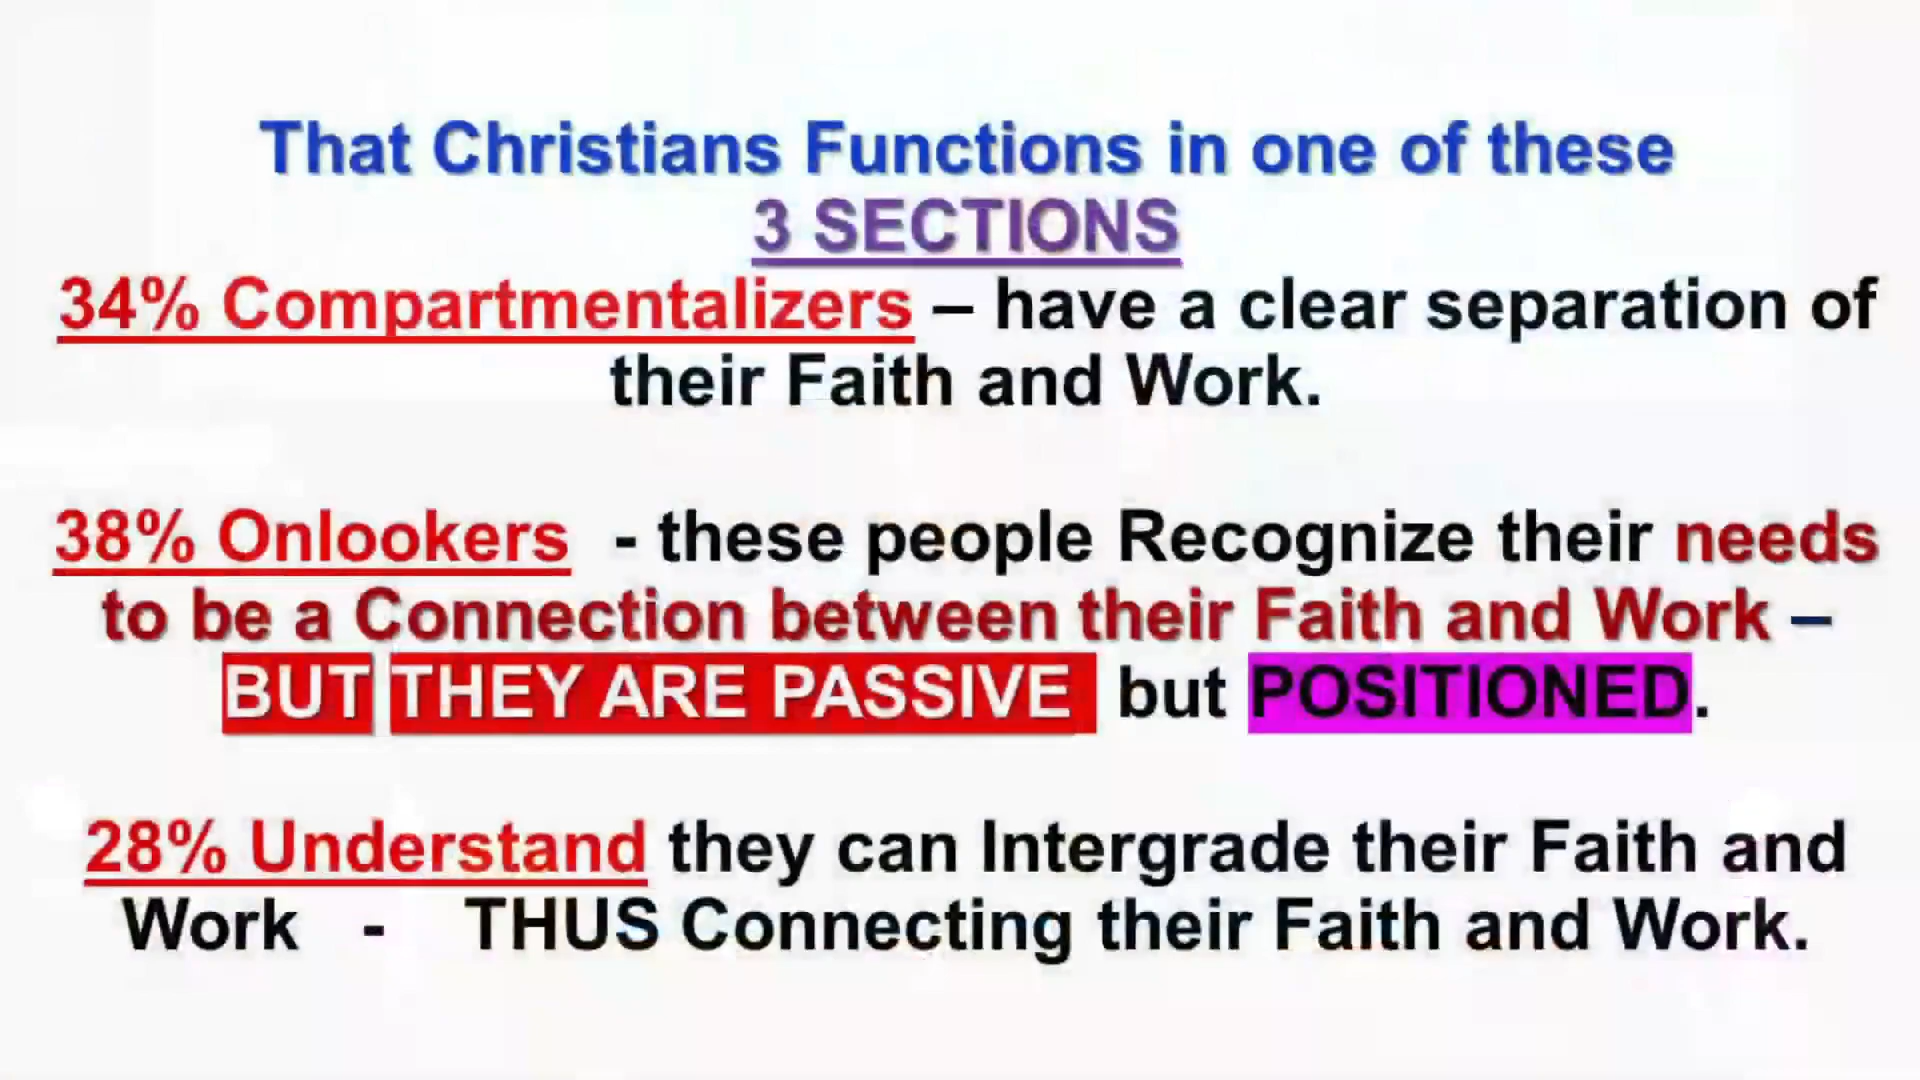 That Christians Functions in one of these
3 SECTIONS
34% Compartmentalizers – have a clear separation of
their Faith and Work.
38% Onlookers - these people Recognize their needs
to be a Connection between their Faith and Work –
BUT THEY ARE PASSIVE but POSITIONED.
28% Understand they can Intergrade their Faith and
Work - THUS Connecting their Faith and Work.